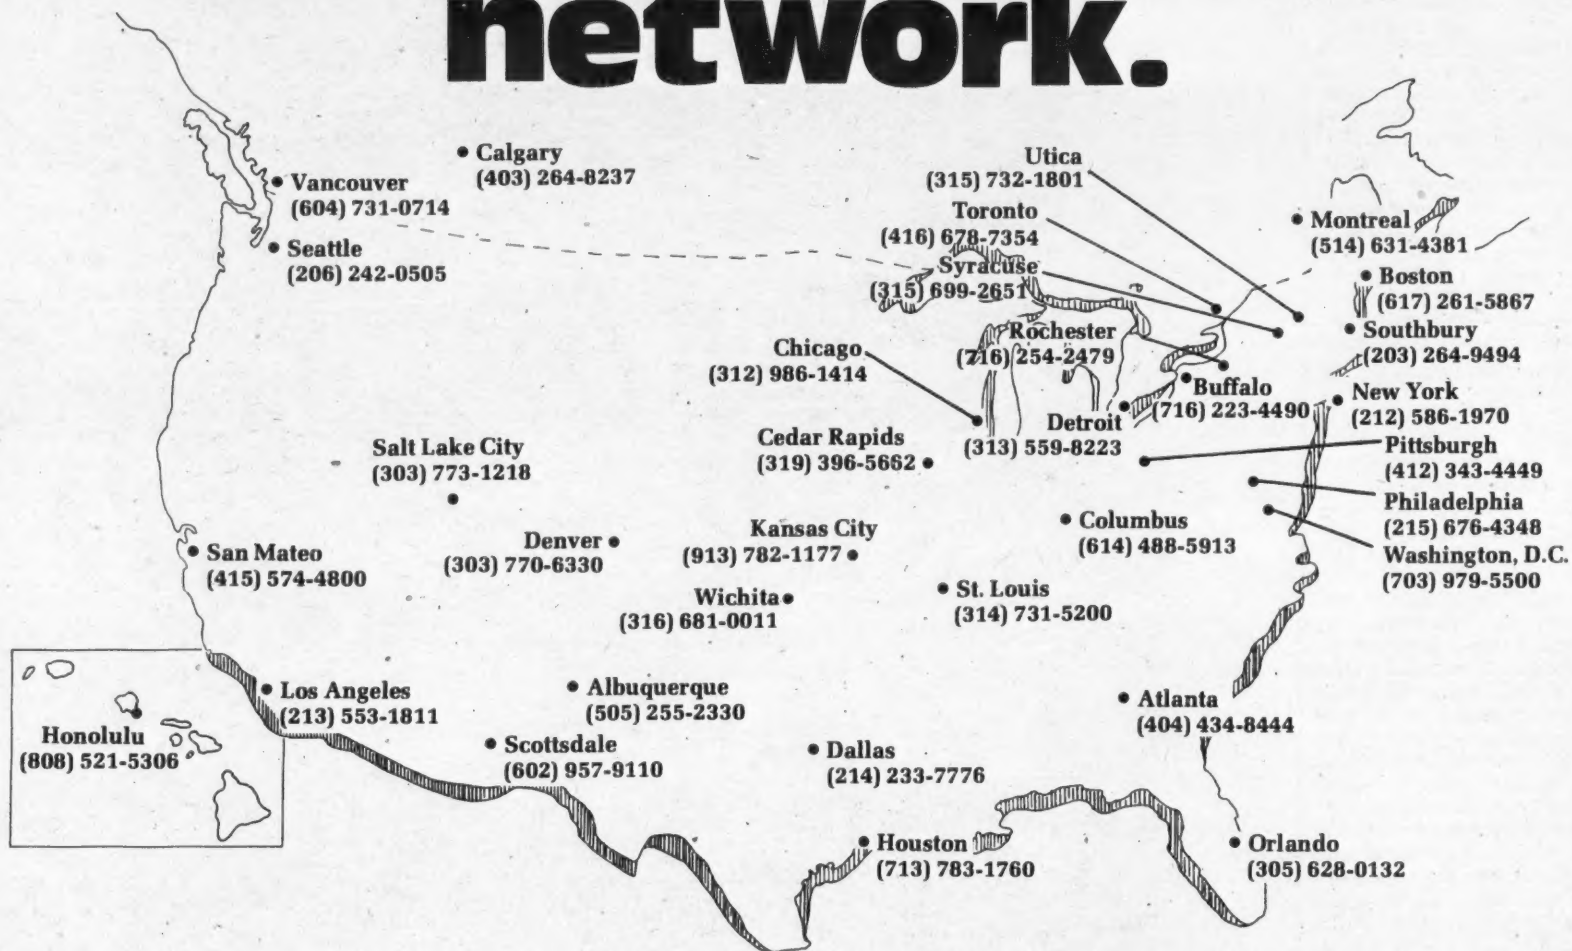 network.
Calgary
(403) 264-8237
Vancouver
(604) 731-0714
Seattle
(206) 242-0505
Utica
(315) 732-1801
Toronto
(416) 678-7354
Syracuse
(315) 699-2651
Rochester
(716) 254-2479
Montreal
(514) 631-4381
Boston
(617) 261-5867
Southbury
(203) 264-9494
Chicago
(312) 986-1414
Buffalo
(716) 223-4490
New York
(212) 586-1970
Detroit
(313) 559-8223
Cedar Rapids
(319) 396-5662
Pittsburgh
(412) 343-4449
Philadelphia
(215) 676-4348
Washington, D.C.
(703) 979-5500
Salt Lake City
(303) 773-1218
Denver
(303) 770-6330
Kansas City
(913) 782-1177
Columbus
(614) 488-5913
San Mateo
(415) 574-4800
Wichita
(316) 681-0011
St. Louis
(314) 731-5200
Los Angeles
(213) 553-1811
Albuquerque
(505) 255-2330
Atlanta
(404) 434-8444
Honolulu
(808) 521-5306
Scottsdale
(602) 957-9110
Dallas
(214) 233-7776
Houston
(713) 783-1760
Orlando
(305) 628-0132